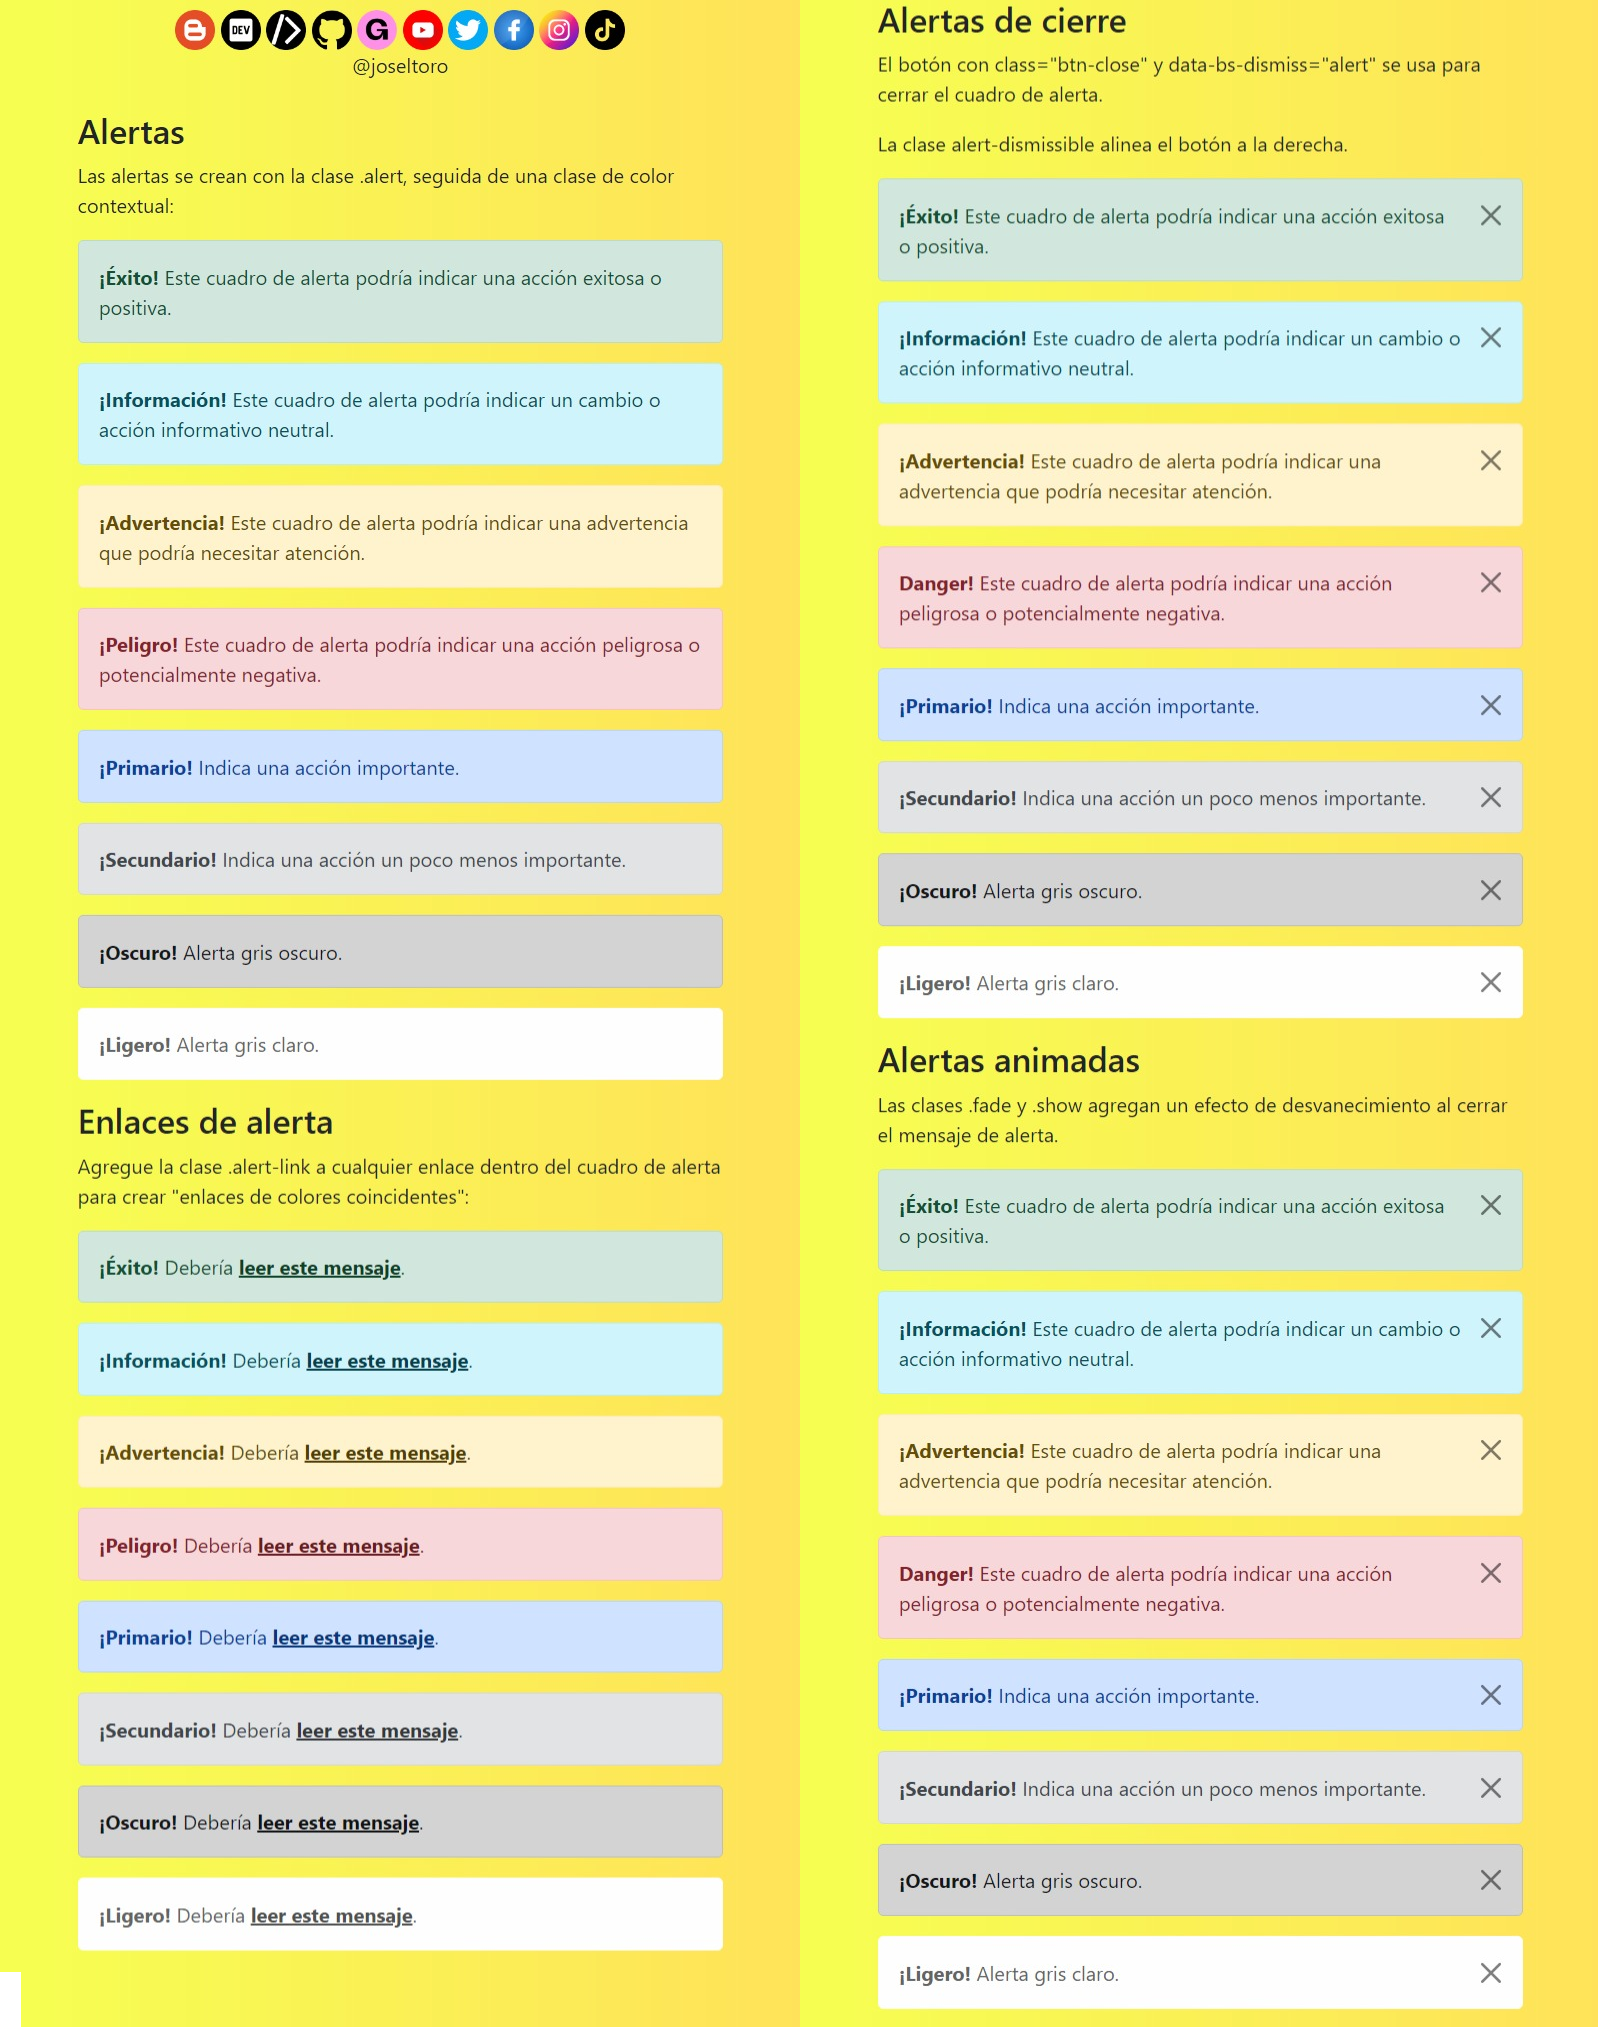 DEV
G
@joseltoro
Alertas
Las alertas se crean con la clase .alert, seguida de una clase de color
contextual:
¡Éxito! Este cuadro de alerta podría indicar una acción exitosa o
positiva.
¡Información! Este cuadro de alerta podría indicar un cambio o
acción informativo neutral.
¡Advertencia! Este cuadro de alerta podría indicar una advertencia
que podría necesitar atención.
¡Peligro! Este cuadro de alerta podría indicar una acción peligrosa o
potencialmente negativa.
¡Primario! Indica una acción importante.
¡Secundario! Indica una acción un poco menos importante.
¡Oscuro! Alerta gris oscuro.
¡Ligero! Alerta gris claro.
Enlaces de alerta
Agregue la clase .alert-link a cualquier enlace dentro del cuadro de alerta
para crear "enlaces de colores coincidentes":
¡Éxito! Debería leer este mensaje.
¡Información! Debería leer este mensaje.
¡Advertencia! Debería leer este mensaje.
¡Peligro! Debería leer este mensaje.
¡Primario! Debería leer este mensaje.
¡Secundario! Debería leer este mensaje.
¡Oscuro! Debería leer este mensaje.
¡Ligero! Debería leer este mensaje.
Alertas de cierre
El botón con class="btn-close" y data-bs-dismiss="alert" se usa para
cerrar el cuadro de alerta.
La clase alert-dismissible alinea el botón a la derecha.
¡Éxito! Este cuadro de alerta podría indicar una acción exitosa
o positiva.
¡Información! Este cuadro de alerta podría indicar un cambio o
acción informativo neutral.
¡Advertencia! Este cuadro de alerta podría indicar una
advertencia que podría necesitar atención.
Danger! Este cuadro de alerta podría indicar una acción
peligrosa o potencialmente negativa.
¡Primario! Indica una acción importante.
¡Secundario! Indica una acción un poco menos importante.
¡Oscuro! Alerta gris oscuro.
¡Ligero! Alerta gris claro.
Alertas animadas
Las clases .fade y .show agregan un efecto de desvanecimiento al cerrar
el mensaje de alerta.
¡Éxito! Este cuadro de alerta podría indicar una acción exitosa
o positiva.
¡Información! Este cuadro de alerta podría indicar un cambio o
acción informativo neutral.
¡Advertencia! Este cuadro de alerta podría indicar una
advertencia que podría necesitar atención.
Danger! Este cuadro de alerta podría indicar una acción
peligrosa o potencialmente negativa.
¡Primario! Indica una acción importante.
¡Secundario! Indica una acción un poco menos importante.
¡Oscuro! Alerta gris oscuro.
¡Ligero! Alerta gris claro.